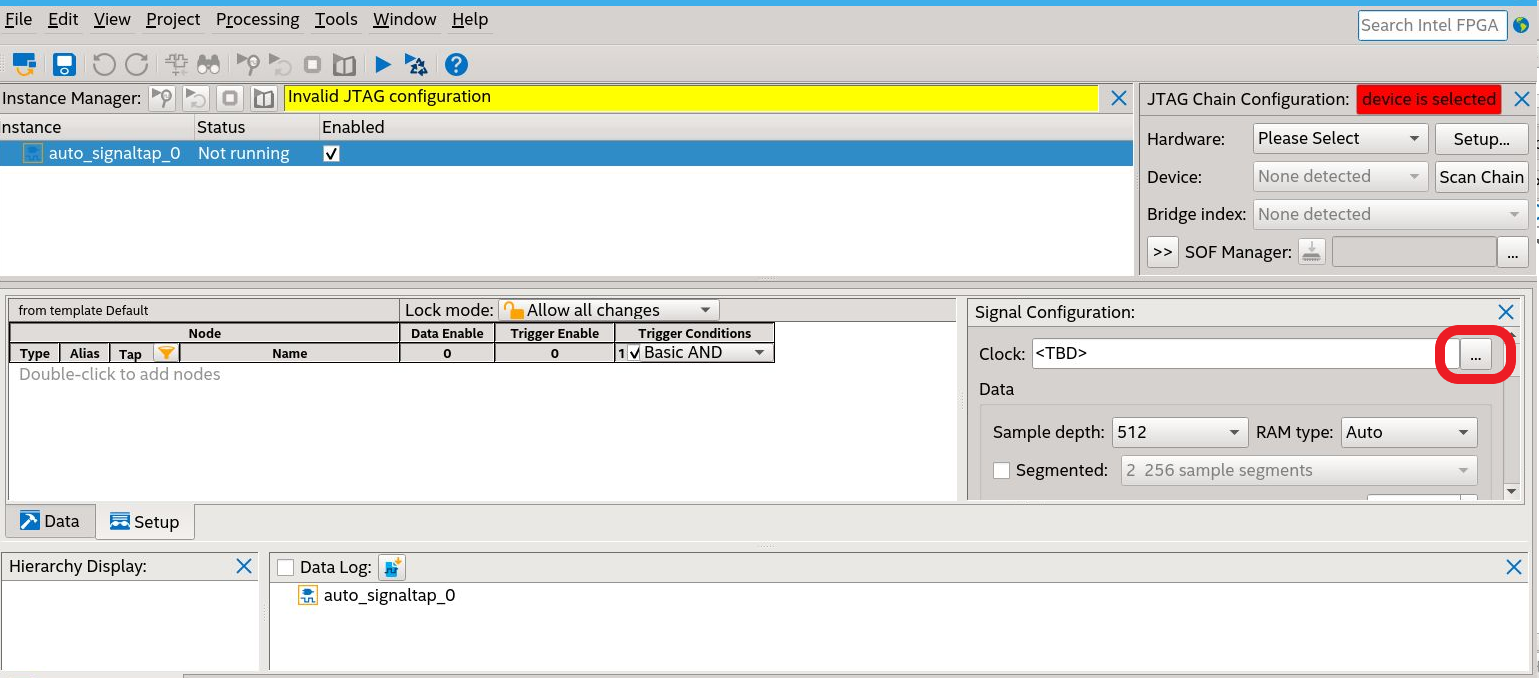 File Edit View Project Processing Tools Window Help
Search Intel FPGA
Instance Manager: Invalid JTAG configuration
JTAG Chain Configuration: device is selected
nstance Status Enabled
auto_signaltap_0 Not running
Hardware: Please Select Setup...
Device: None detected Scan Chain
Bridge index: None detected
>> SOF Manager: ...
from template Default Lock mode: Allow all changes
Node Data Enable Trigger Enable Trigger Conditions
Type Alias Tap Name 0 0 1 Basic AND
Double-click to add nodes
Signal Configuration:
Clock: <TBD> ...
Data
Sample depth: 512 RAM type: Auto
Segmented: 2 256 sample segments
Data Setup
Hierarchy Display:
Data Log:
auto_signaltap_0